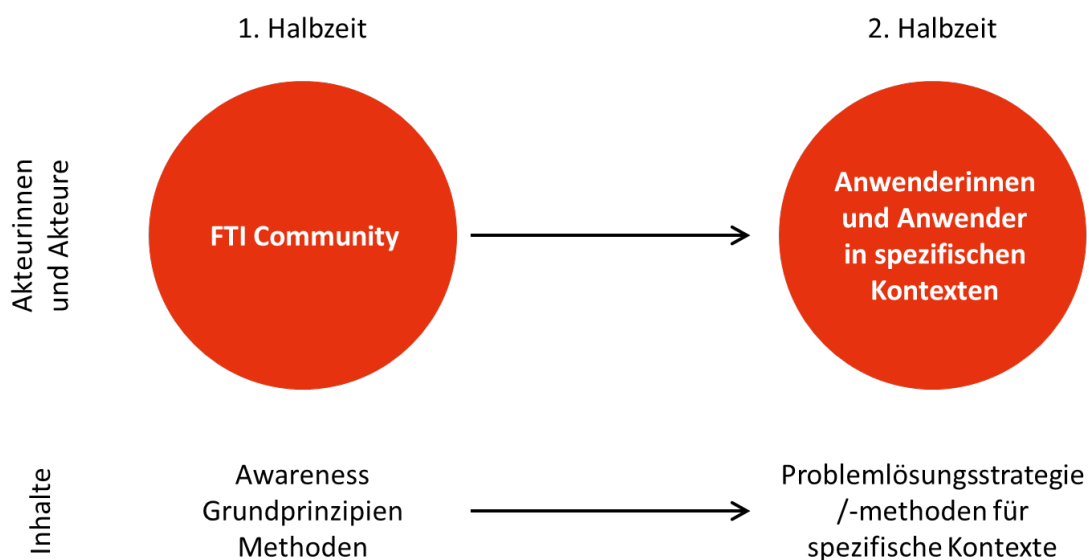 1. Halbzeit
2. Halbzeit
Akteurinnen
und Akteure
FTI Community
Anwenderinnen
und Anwender
in spezifischen
Kontexten
Inhalte
Awareness
Grundprinzipien
Methoden
Problemlösungsstrategie
/-methoden für
spezifische Kontexte